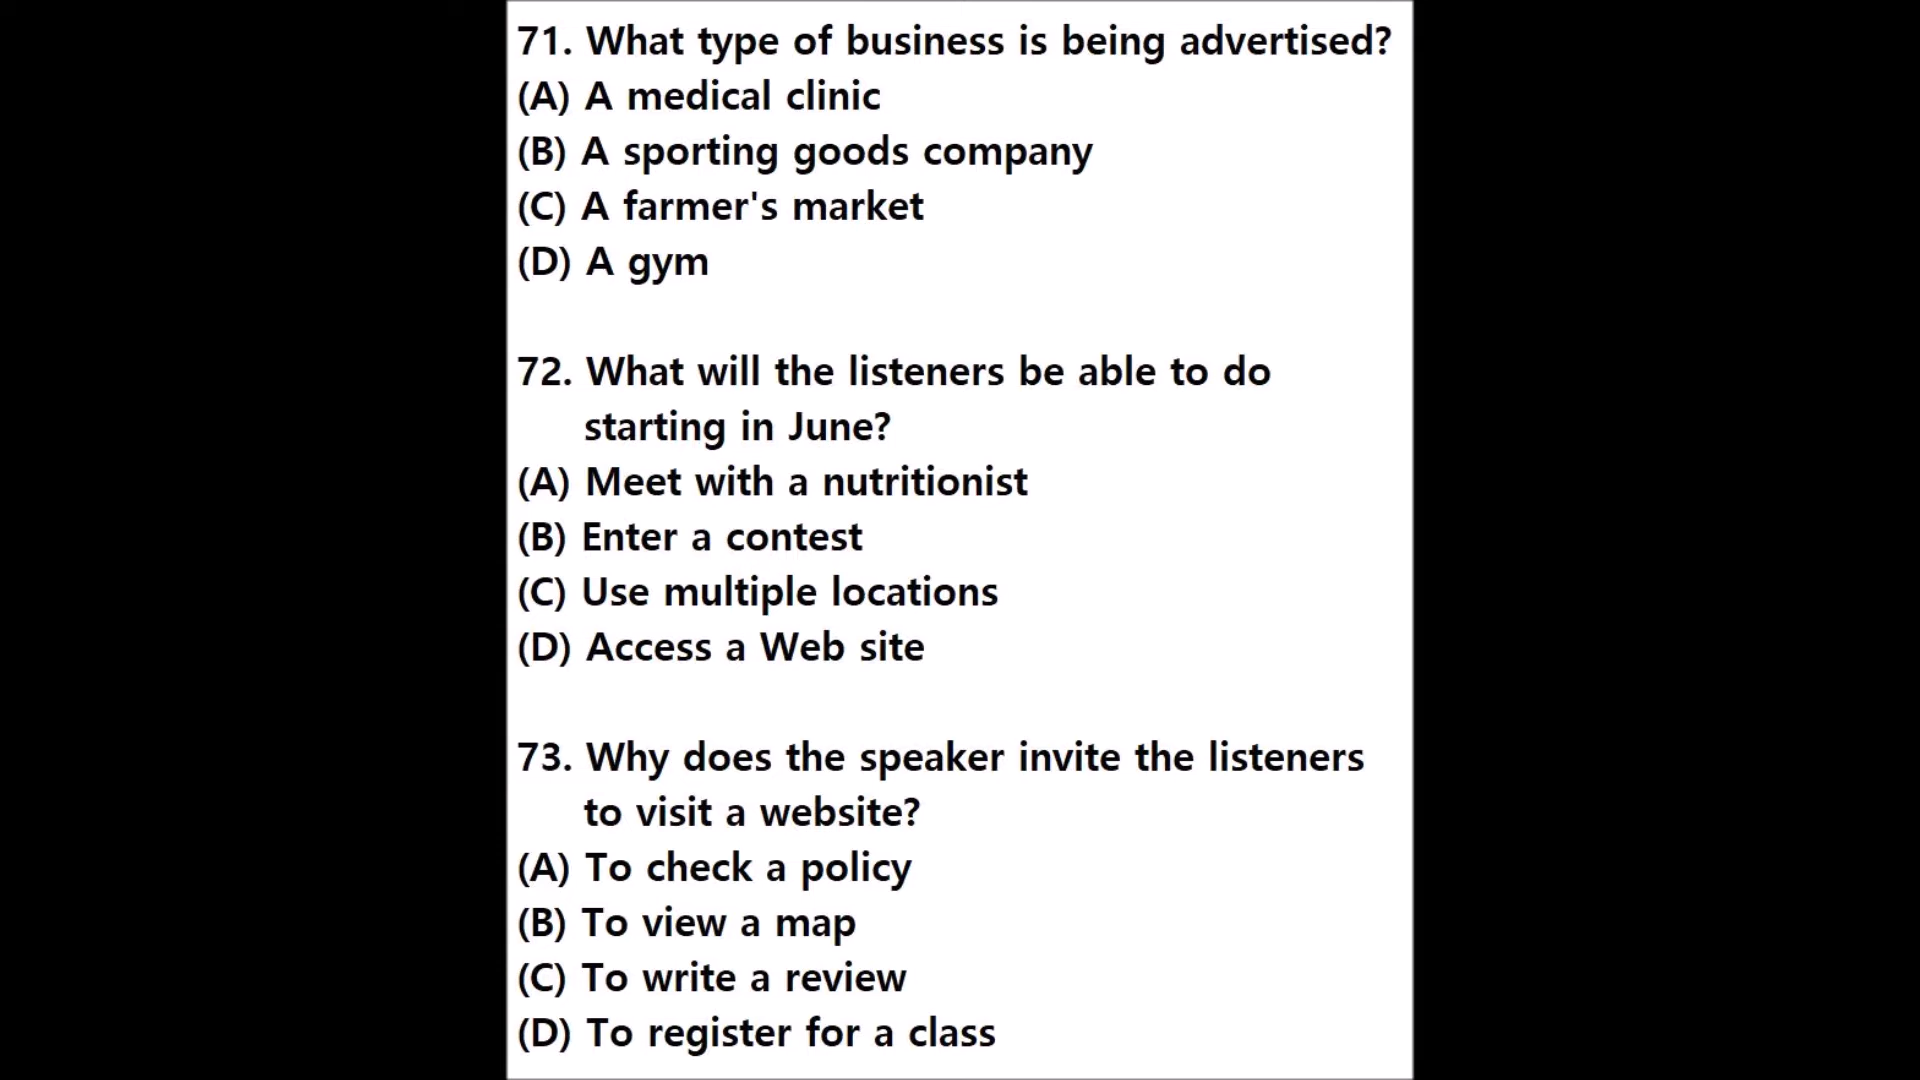 71. What type of business is being advertised?
(A) A medical clinic
(B) A sporting goods company
(C) A farmer's market
(D) A gym
72. What will the listeners be able to do
starting in June?
(A) Meet with a nutritionist
(B) Enter a contest
(C) Use multiple locations
(D) Access a Web site
73. Why does the speaker invite the listeners
to visit a website?
(A) To check a policy
(B) To view a map
(C) To write a review
(D) To register for a class